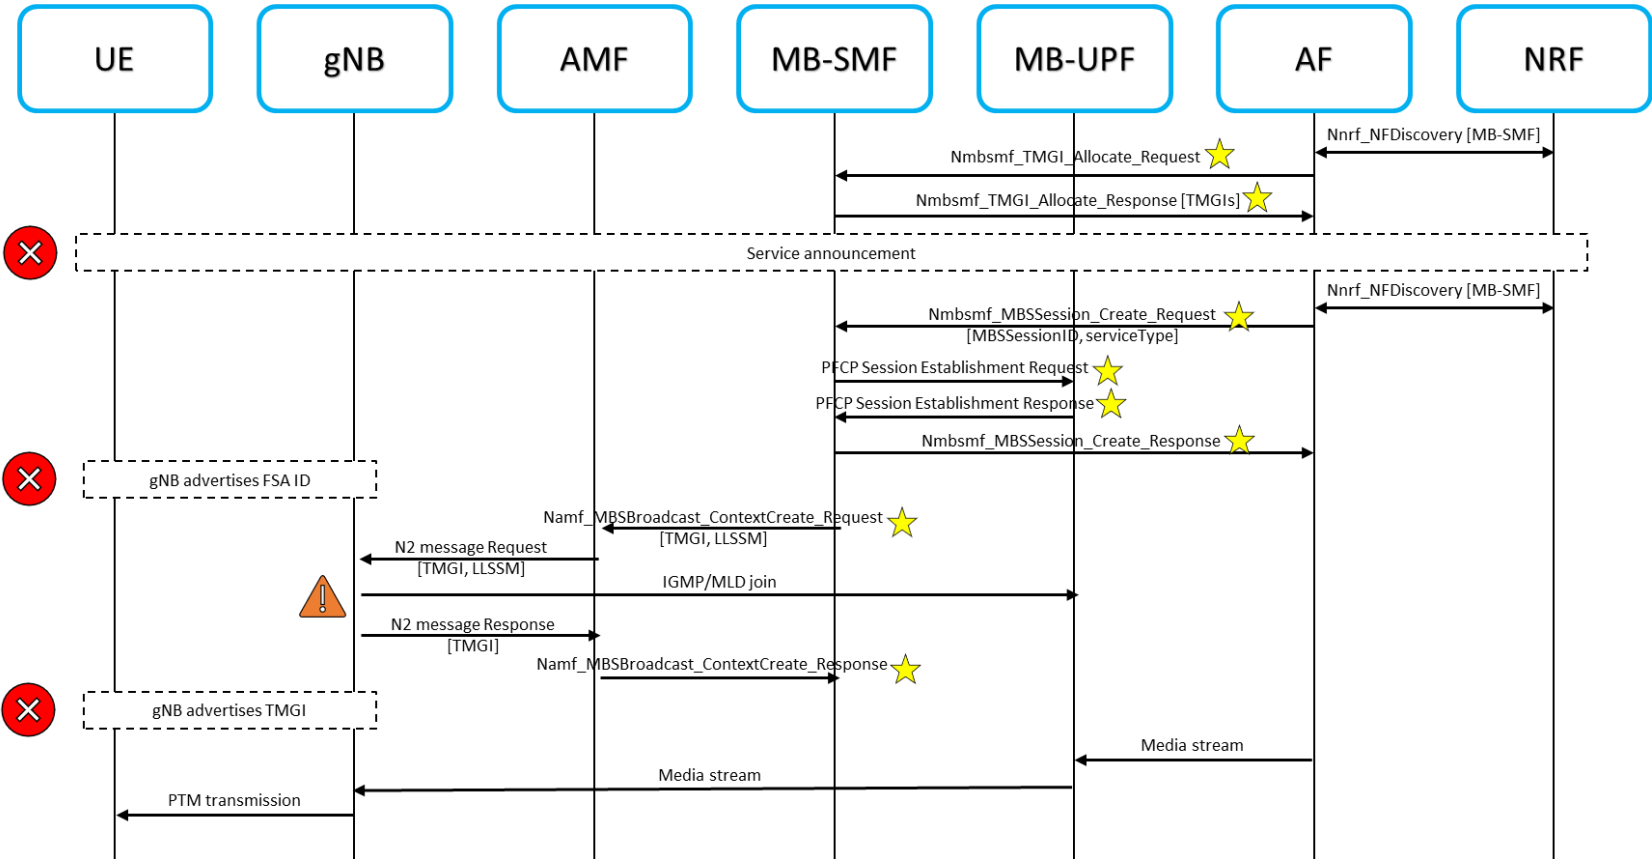 UE
gNB
AMF
MB-SMF
MB-UPF
AF
NRF
Nnrf_NFDiscovery [MB-SMF]
Nmbsmf_TMGI_Allocate_Request
Nmbsmf_TMGI_Allocate_Response [TMGIs]
Service announcement
Nnrf_NFDiscovery [MB-SMF]
Nmbsmf_MBSSession_Create_Request
[MBSSessionID, serviceType]
PFCP Session Establishment Request
PFCP Session Establishment Response
Nmbsmf_MBSSession_Create_Response
gNB advertises FSA ID
Namf_MBSBroadcast_ContextCreate_Request
[TMGI, LLSSM]
N2 message Request
[TMGI, LLSSM]
IGMP/MLD join
N2 message Response
[TMGI]
Namf_MBSBroadcast_ContextCreate_Response
gNB advertises TMGI
Media stream
Media stream
PTM transmission